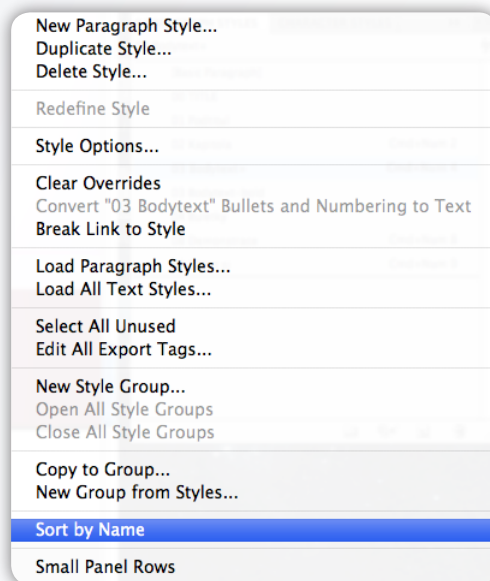 New Paragraph Style...
Duplicate Style...
Delete Style...
Redefine Style
Style Options...
Clear Overrides
Convert "03 Bodytext" Bullets and Numbering to Text
Break Link to Style
Load Paragraph Styles...
Load All Text Styles...
Select All Unused
Edit All Export Tags...
New Style Group...
Open All Style Groups
Close All Style Groups
Copy to Group...
New Group from Styles...
Sort by Name
Small Panel Rows